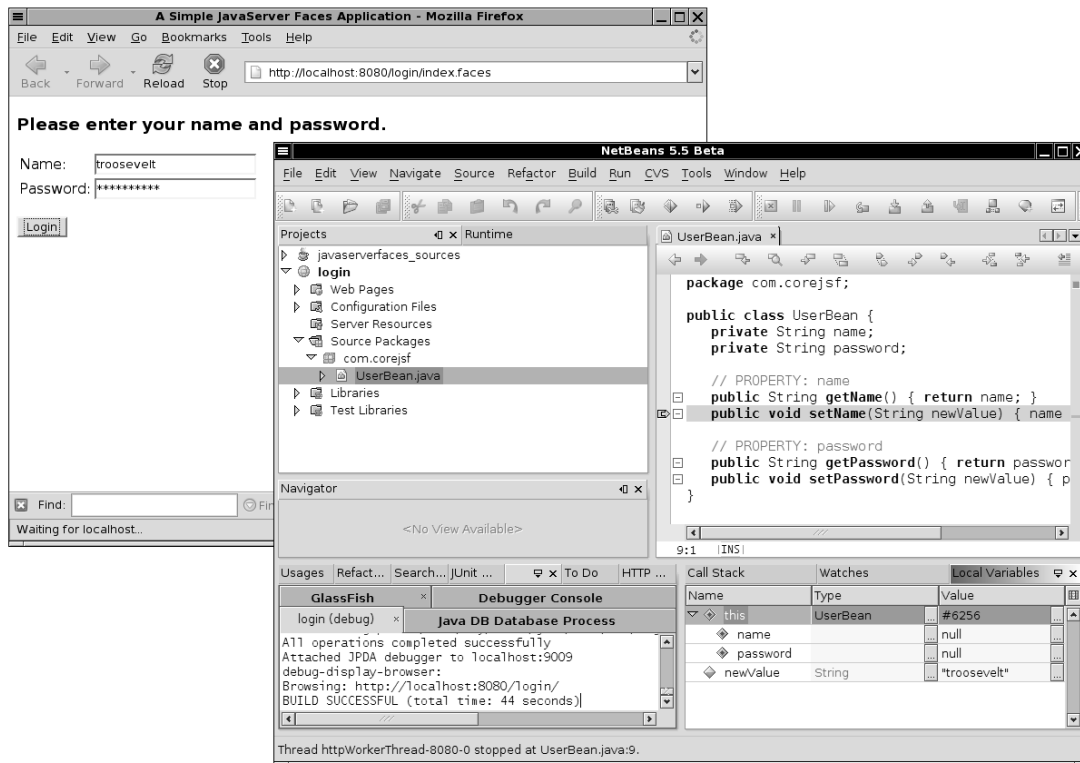 A Simple JavaServer Faces Application - Mozilla Firefox
File Edit View Go Bookmarks Tools Help
Back Forward Reload Stop
http://localhost:8080/login/index.faces
Please enter your name and password.
Name: troosevelt
Password: **********
Login
Find:
Waiting for localhost...
NetBeans 5.5 Beta
File Edit View Navigate Source Refactor Build Run CVS Tools Window Help
Projects Runtime
javaserverfaces_sources
login
Web Pages
Configuration Files
Server Resources
Source Packages
com.corejsf
UserBean.java
Libraries
Test Libraries
Navigator
<No View Available>
UserBean.java
package com.corejsf;
public class UserBean {
private String name;
private String password;
// PROPERTY: name
public String getName() { return name; }
public void setName(String newValue) { name
// PROPERTY: password
public String getPassword() { return passwor
public void setPassword(String newValue) { p
}
9:1 INS
Usages Refact... Search... JUnit ... To Do HTTP ...
GlassFish Debugger Console
login (debug) Java DB Database Process
All operations completed successfully
Attached JPDA debugger to localhost:9009
debug-display-browser:
Browsing: http://localhost:8080/login/
BUILD SUCCESSFUL (total time: 44 seconds)
Call Stack Watches Local Variables
Name Type Value
this UserBean ... #6256 ...
name ... null ...
password ... null ...
newValue String ... "troosevelt" ...
Thread httpWorkerThread-8080-0 stopped at UserBean.java:9.